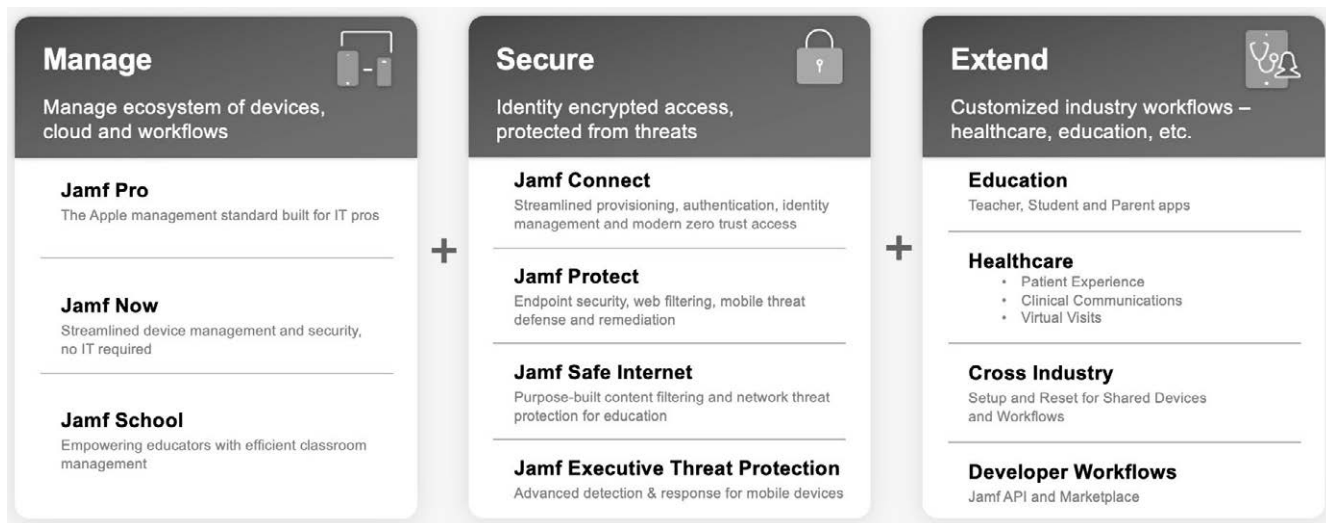 Manage
Manage ecosystem of devices,
cloud and workflows
Jamf Pro
The Apple management standard built for IT pros
Jamf Now
Streamlined device management and security,
no IT required
Jamf School
Empowering educators with efficient classroom
management
+
Secure
Identity encrypted access,
protected from threats
Jamf Connect
Streamlined provisioning, authentication, identity
management and modern zero trust access
Jamf Protect
Endpoint security, web filtering, mobile threat
defense and remediation
Jamf Safe Internet
Purpose-built content filtering and network threat
protection for education
Jamf Executive Threat Protection
Advanced detection & response for mobile devices
+
Extend
Customized industry workflows –
healthcare, education, etc.
Education
Teacher, Student and Parent apps
Healthcare
• Patient Experience
• Clinical Communications
• Virtual Visits
Cross Industry
Setup and Reset for Shared Devices
and Workflows
Developer Workflows
Jamf API and Marketplace